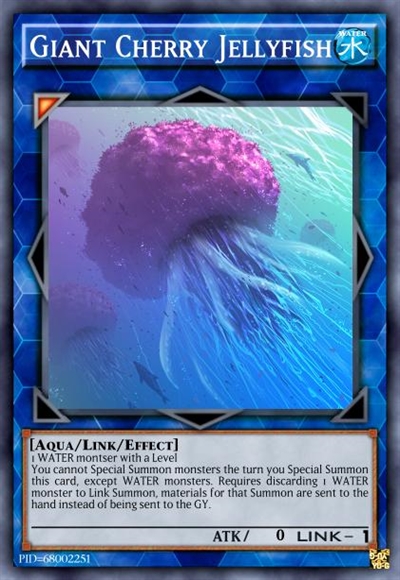 Giant Cherry Jellyfish
WATER
水
[Aqua/Link/Effect]
1 WATER montser with a Level
You cannot Special Summon monsters the turn you Special Summon
this card, except WATER monsters. Requires discarding 1 WATER
monster to Link Summon, materials for that Summon are sent to the
hand instead of being sent to the GY.
ATK/ 0 LINK-1
PID=68002251